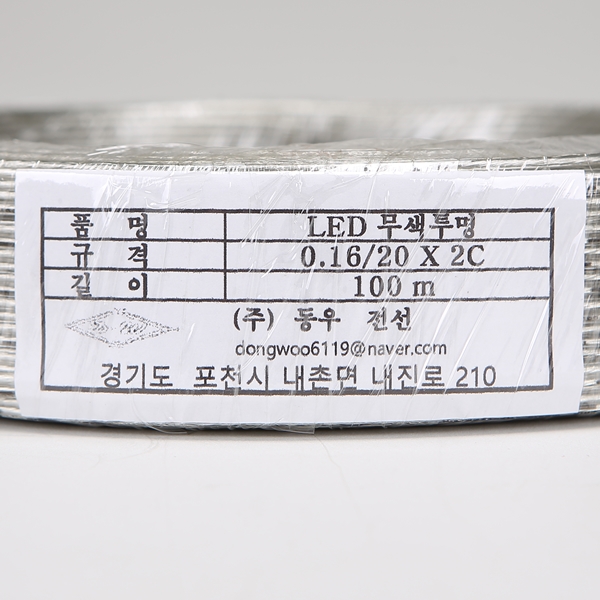 품 명 LED 무색투명
규 격 0.16/20 X 2C
길 이 100 m
(주) 동우 전선
dongwoo6119@naver.com
경기도 포천시 내촌면 내진로 210